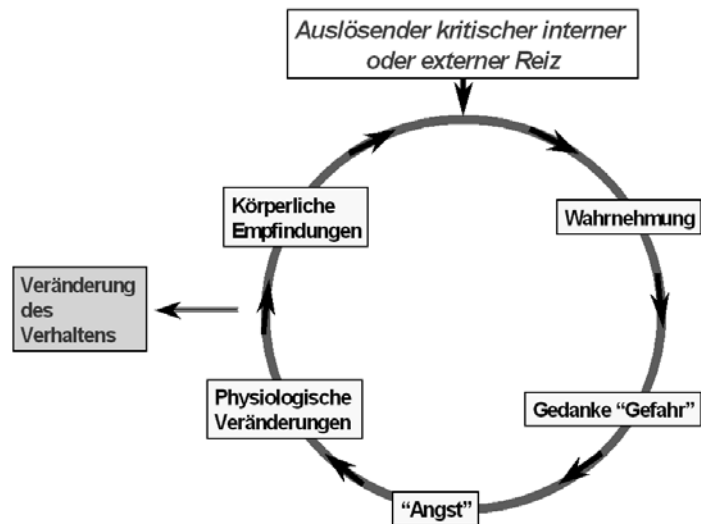 Auslösender kritischer interner
oder externer Reiz
Körperliche
Empfindungen
Wahrnehmung
Veränderung
des
Verhaltens
Physiologische
Veränderungen
Gedanke “Gefahr”
“Angst”